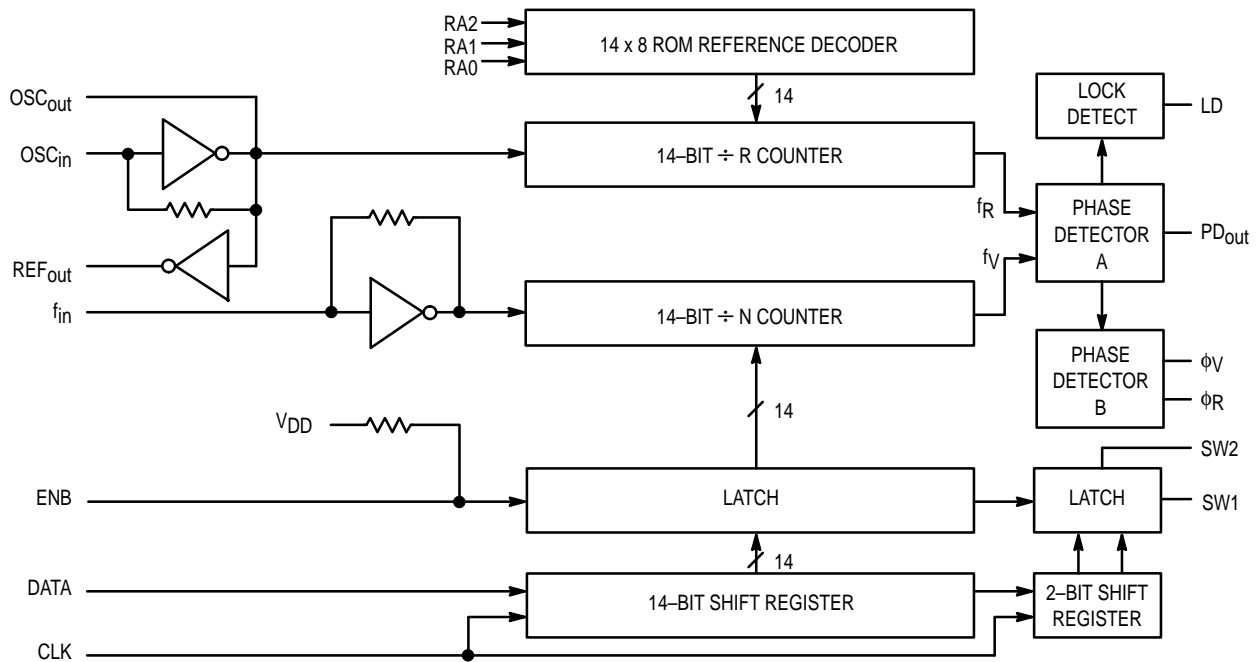 RA2
RA1
RA0
14 x 8 ROM REFERENCE DECODER
14
OSCout
OSCin
REFout
fin
14–BIT ÷ R COUNTER
LOCK
DETECT
LD
fR
fV
PHASE
DETECTOR
A
PDout
14–BIT ÷ N COUNTER
PHASE
DETECTOR
B
ϕV
ϕR
14
VDD
ENB
LATCH
LATCH
SW2
SW1
14
DATA
14–BIT SHIFT REGISTER
2–BIT SHIFT
REGISTER
CLK